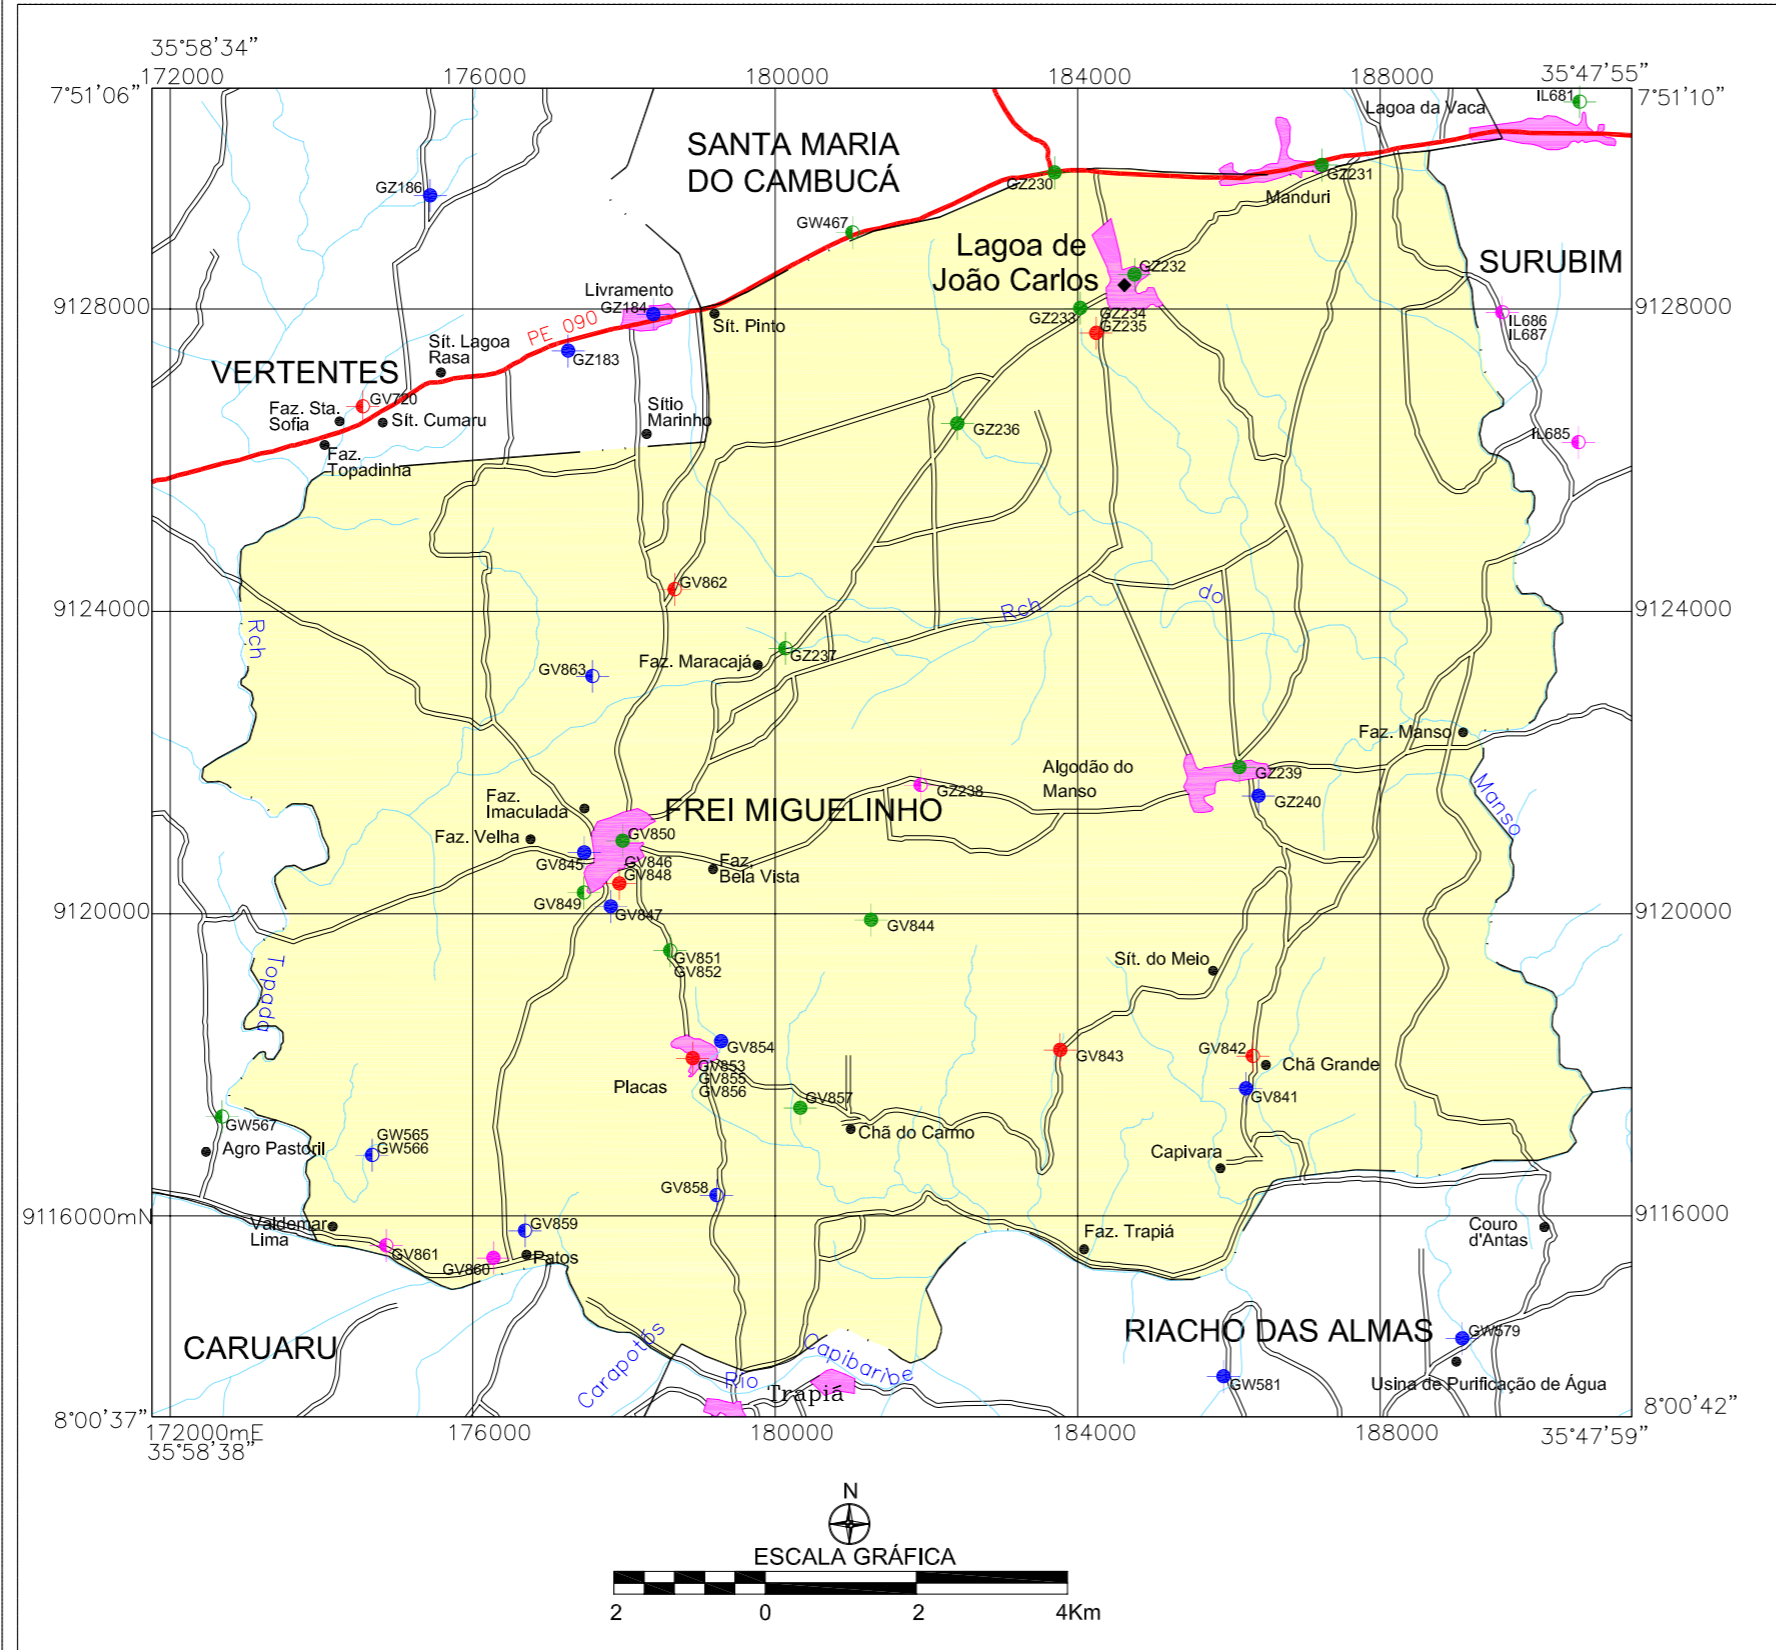 35°58'34"
172000
176000
180000
184000
188000
35°47'55"
7°51'06"
7°51'10"
IL681
Lagoa da Vaca
SANTA MARIA
DO CAMBUCÁ
GZ186
GZ230
GZ231
Manduri
GW467
Lagoa de
João Carlos
GZ232
SURUBIM
Livramento
GZ184
9128000
9128000
GZ233
GZ234
GZ235
IL686
IL687
PE 090
Sít. Pinto
Sít. Lagoa
Rasa
GZ183
VERTENTES
GV720
Faz. Sta.
Sofia
Sít. Cumaru
Sítio
Marinho
GZ236
IL685
Faz.
Topadinha
GV862
9124000
9124000
Rch
Rch
do
GZ237
Faz. Maracajá
GV863
Faz. Manso
Algodão do
Manso
GZ239
GZ240
GZ238
Manso
Faz.
Imaculada
FREI MIGUELINHO
Faz. Velha
GV850
GV845
GV846
GV848
Faz.
Bela Vista
GV849
GV847
9120000
9120000
GV844
GV851
GV852
Sít. do Meio
Topada
GV854
GV853
GV855
GV856
Placas
GV843
GV842
Chã Grande
GV841
GV857
Chã do Carmo
GW567
Agro Pastoril
GW565
GW566
Capivara
GV858
9116000mN
9116000
Valdemar
Lima
GV859
GV861
GV860
Patos
Faz. Trapiá
Couro
d'Antas
CARUARU
RIACHO DAS ALMAS
GW579
Carapotós
Rio
Capibaribe
Trapiá
GW581
Usina de Purificação de Água
8°00'37"
8°00'42"
172000mE
176000
180000
184000
188000
35°47'59"
35°58'38"
N
ESCALA GRÁFICA
2
0
2
4Km